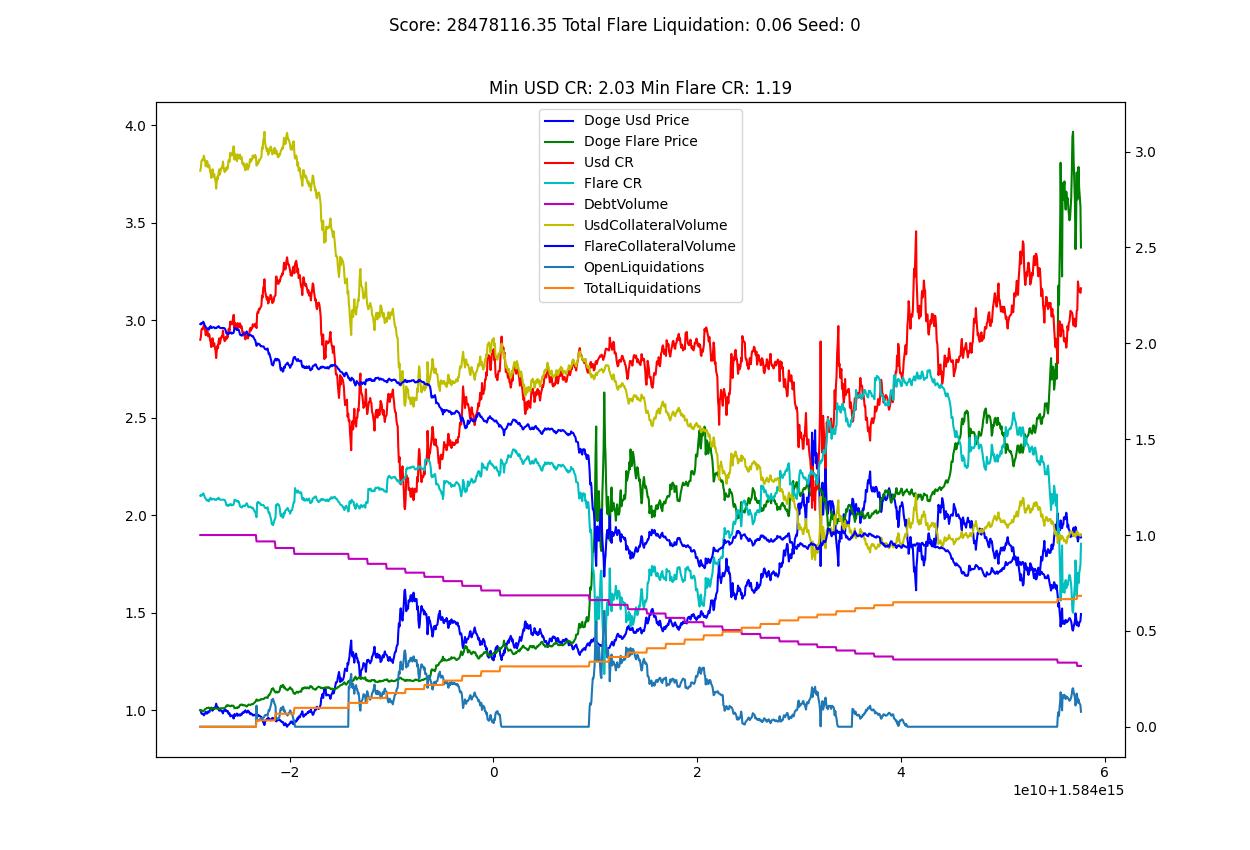 Score: 28478116.35 Total Flare Liquidation: 0.06 Seed: 0
Min USD CR: 2.03 Min Flare CR: 1.19
Doge Usd Price
Doge Flare Price
Usd CR
Flare CR
DebtVolume
UsdCollateralVolume
FlareCollateralVolume
OpenLiquidations
TotalLiquidations
4.0
3.5
3.0
2.5
2.0
1.5
1.0
3.0
2.5
2.0
1.5
1.0
0.5
0.0
−2
0
2
4
6
1e10+1.584e15